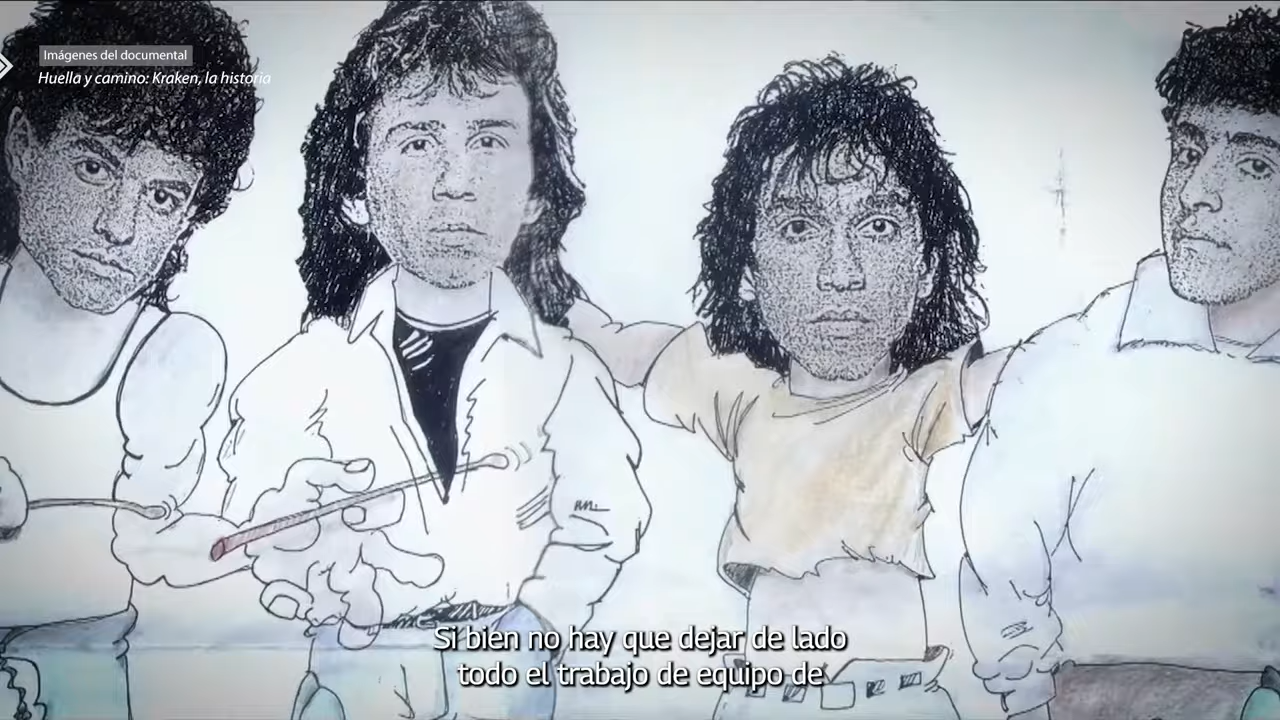 Imágenes del documental
Huella y camino: Kraken, la historia
Si bien no hay que dejar de lado
todo el trabajo de equipo de